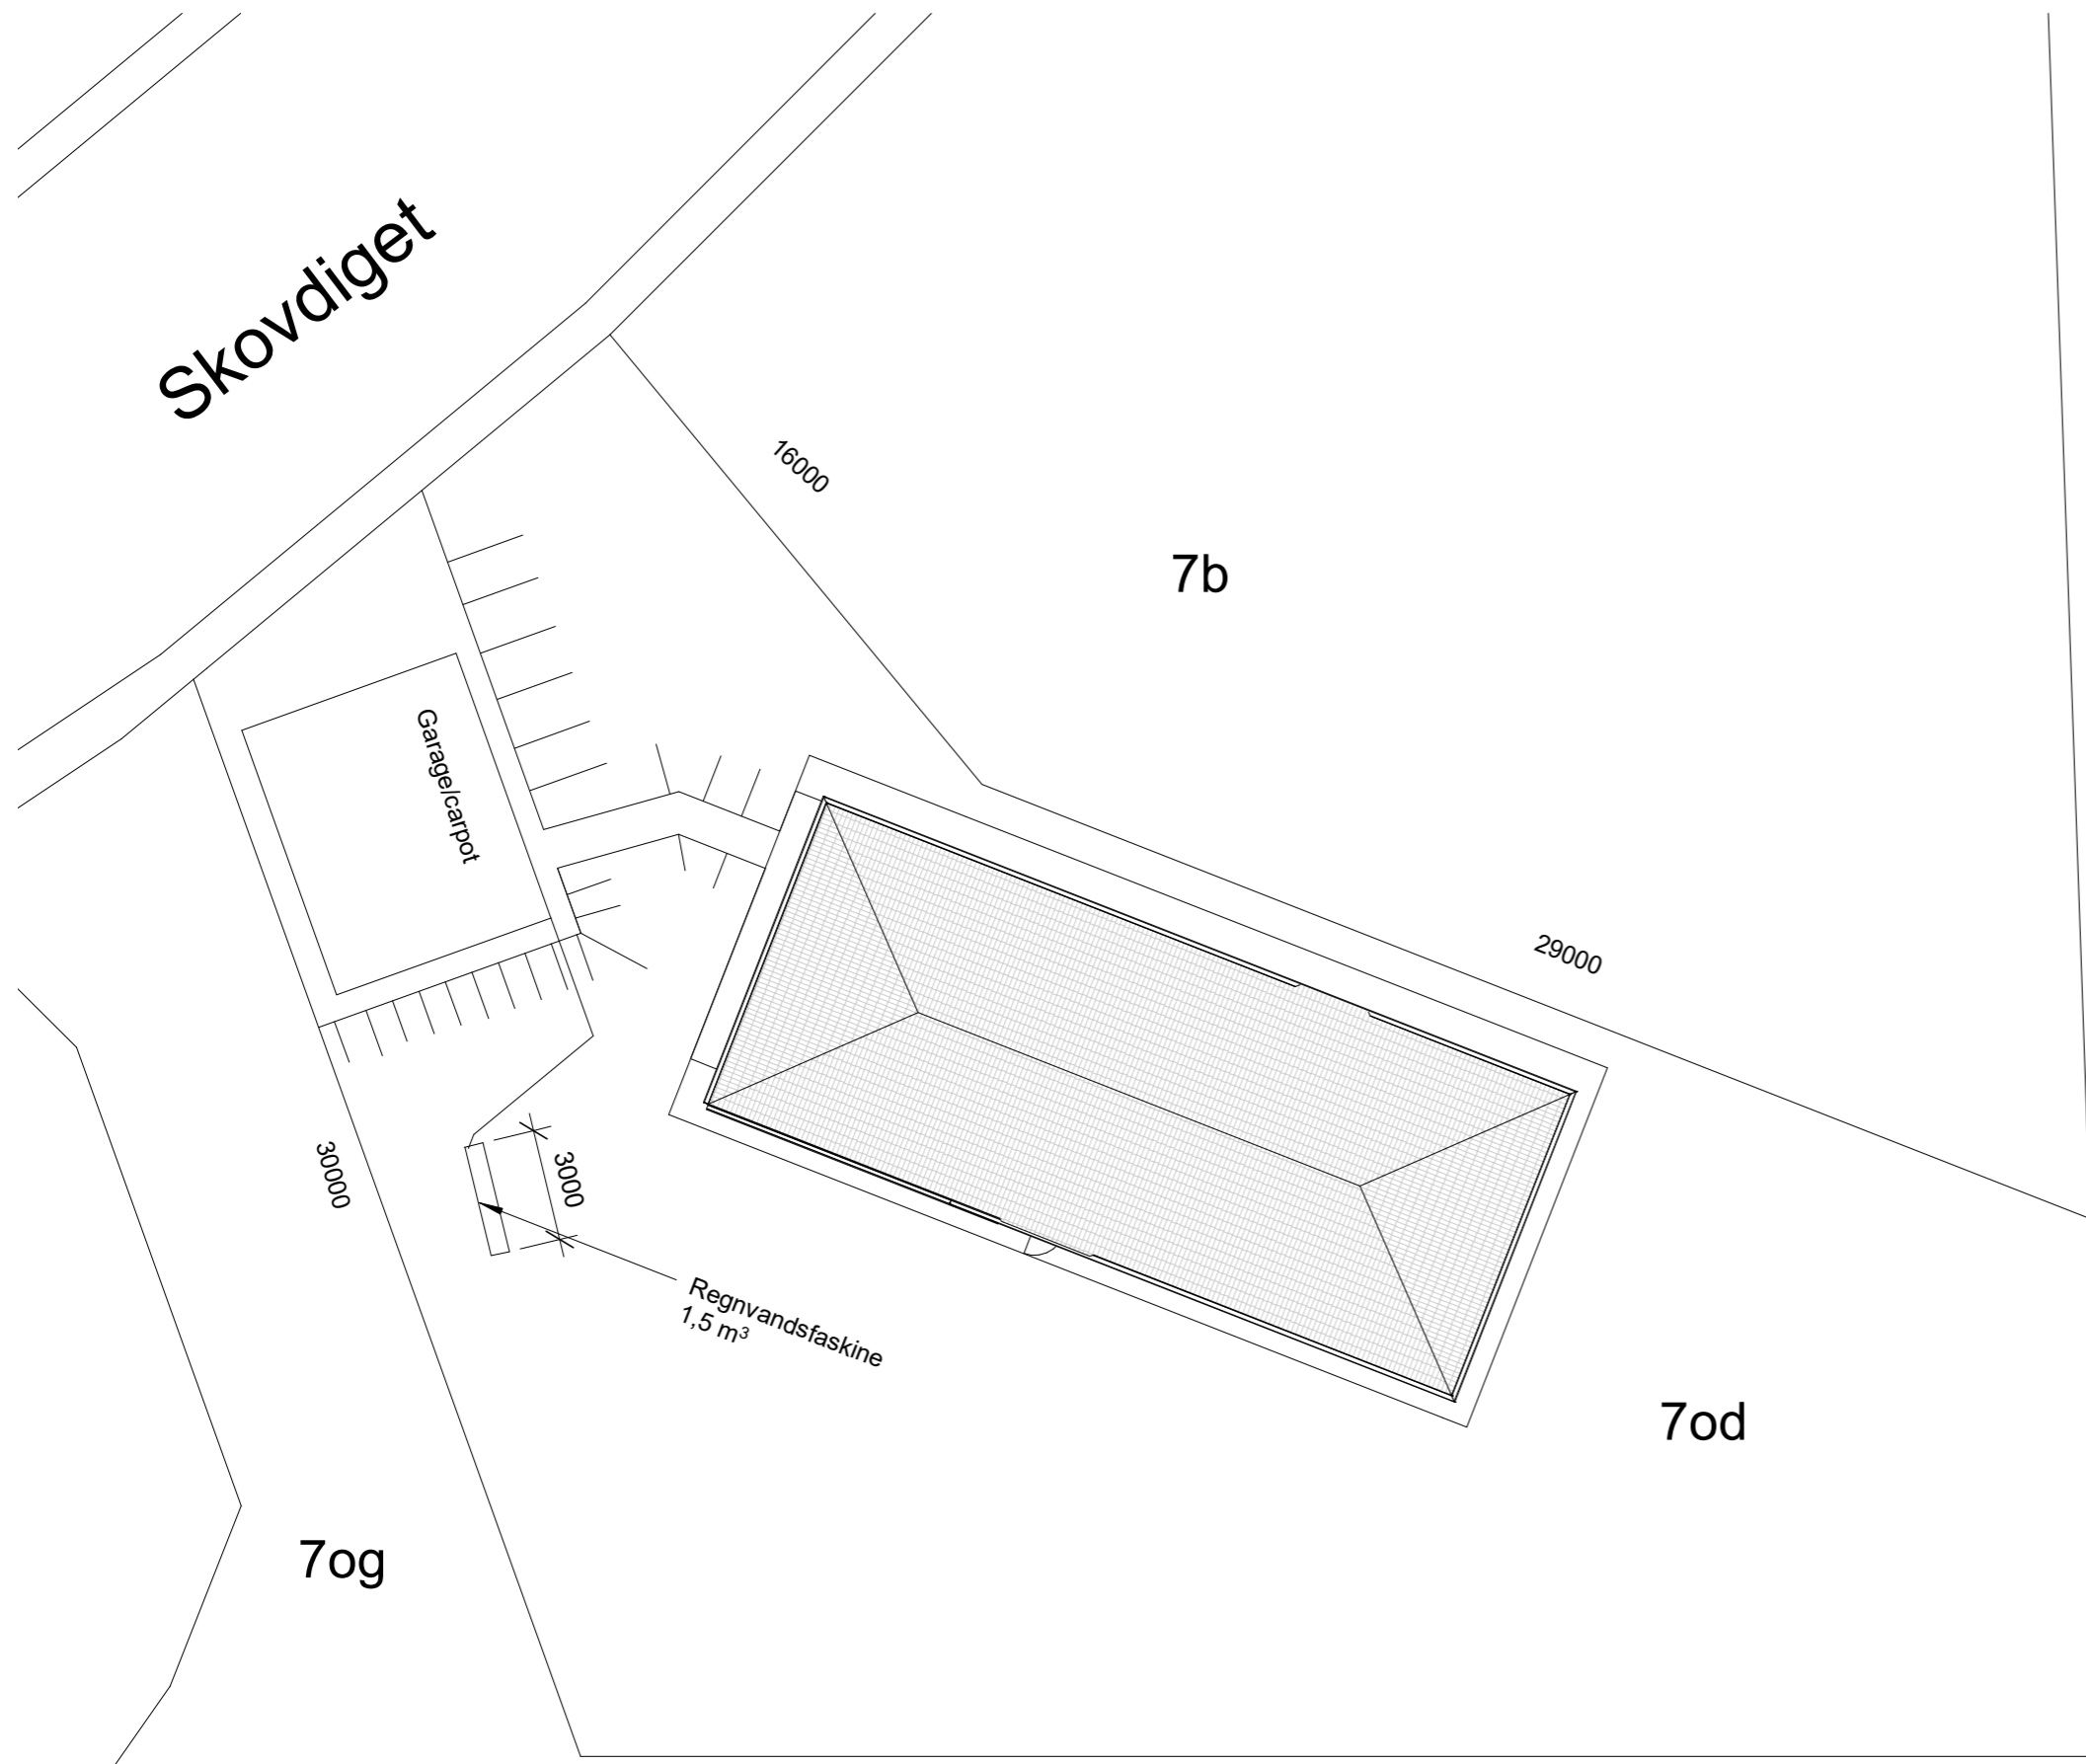 Skovdiget
16000
7b
Garage/carpot
29000
30000
3000
Regnvandsfaskine
1,5 m³
7od
7og